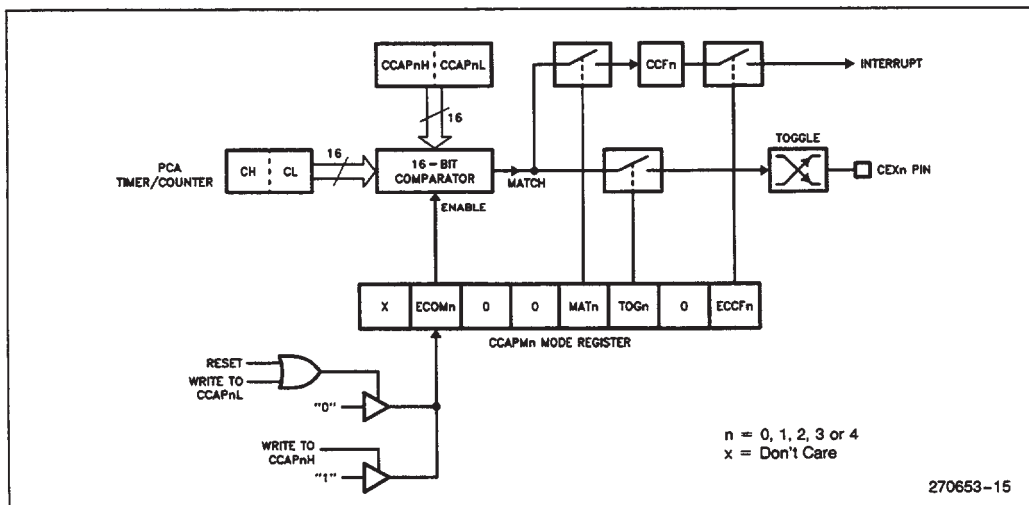 CCAPnH CCAPnL
CCFn
INTERRUPT
16
TOGGLE
PCA
TIMER/COUNTER
CH CL
16
16-BIT
COMPARATOR
MATCH
CEXn PIN
ENABLE
X ECOMn 0 0 MATn TOGn 0 ECCFn
CCAPMn MODE REGISTER
RESET
WRITE TO
CCAPnL
"0"
WRITE TO
CCAPnH
"1"
n = 0, 1, 2, 3 or 4
x = Don't Care
270653-15